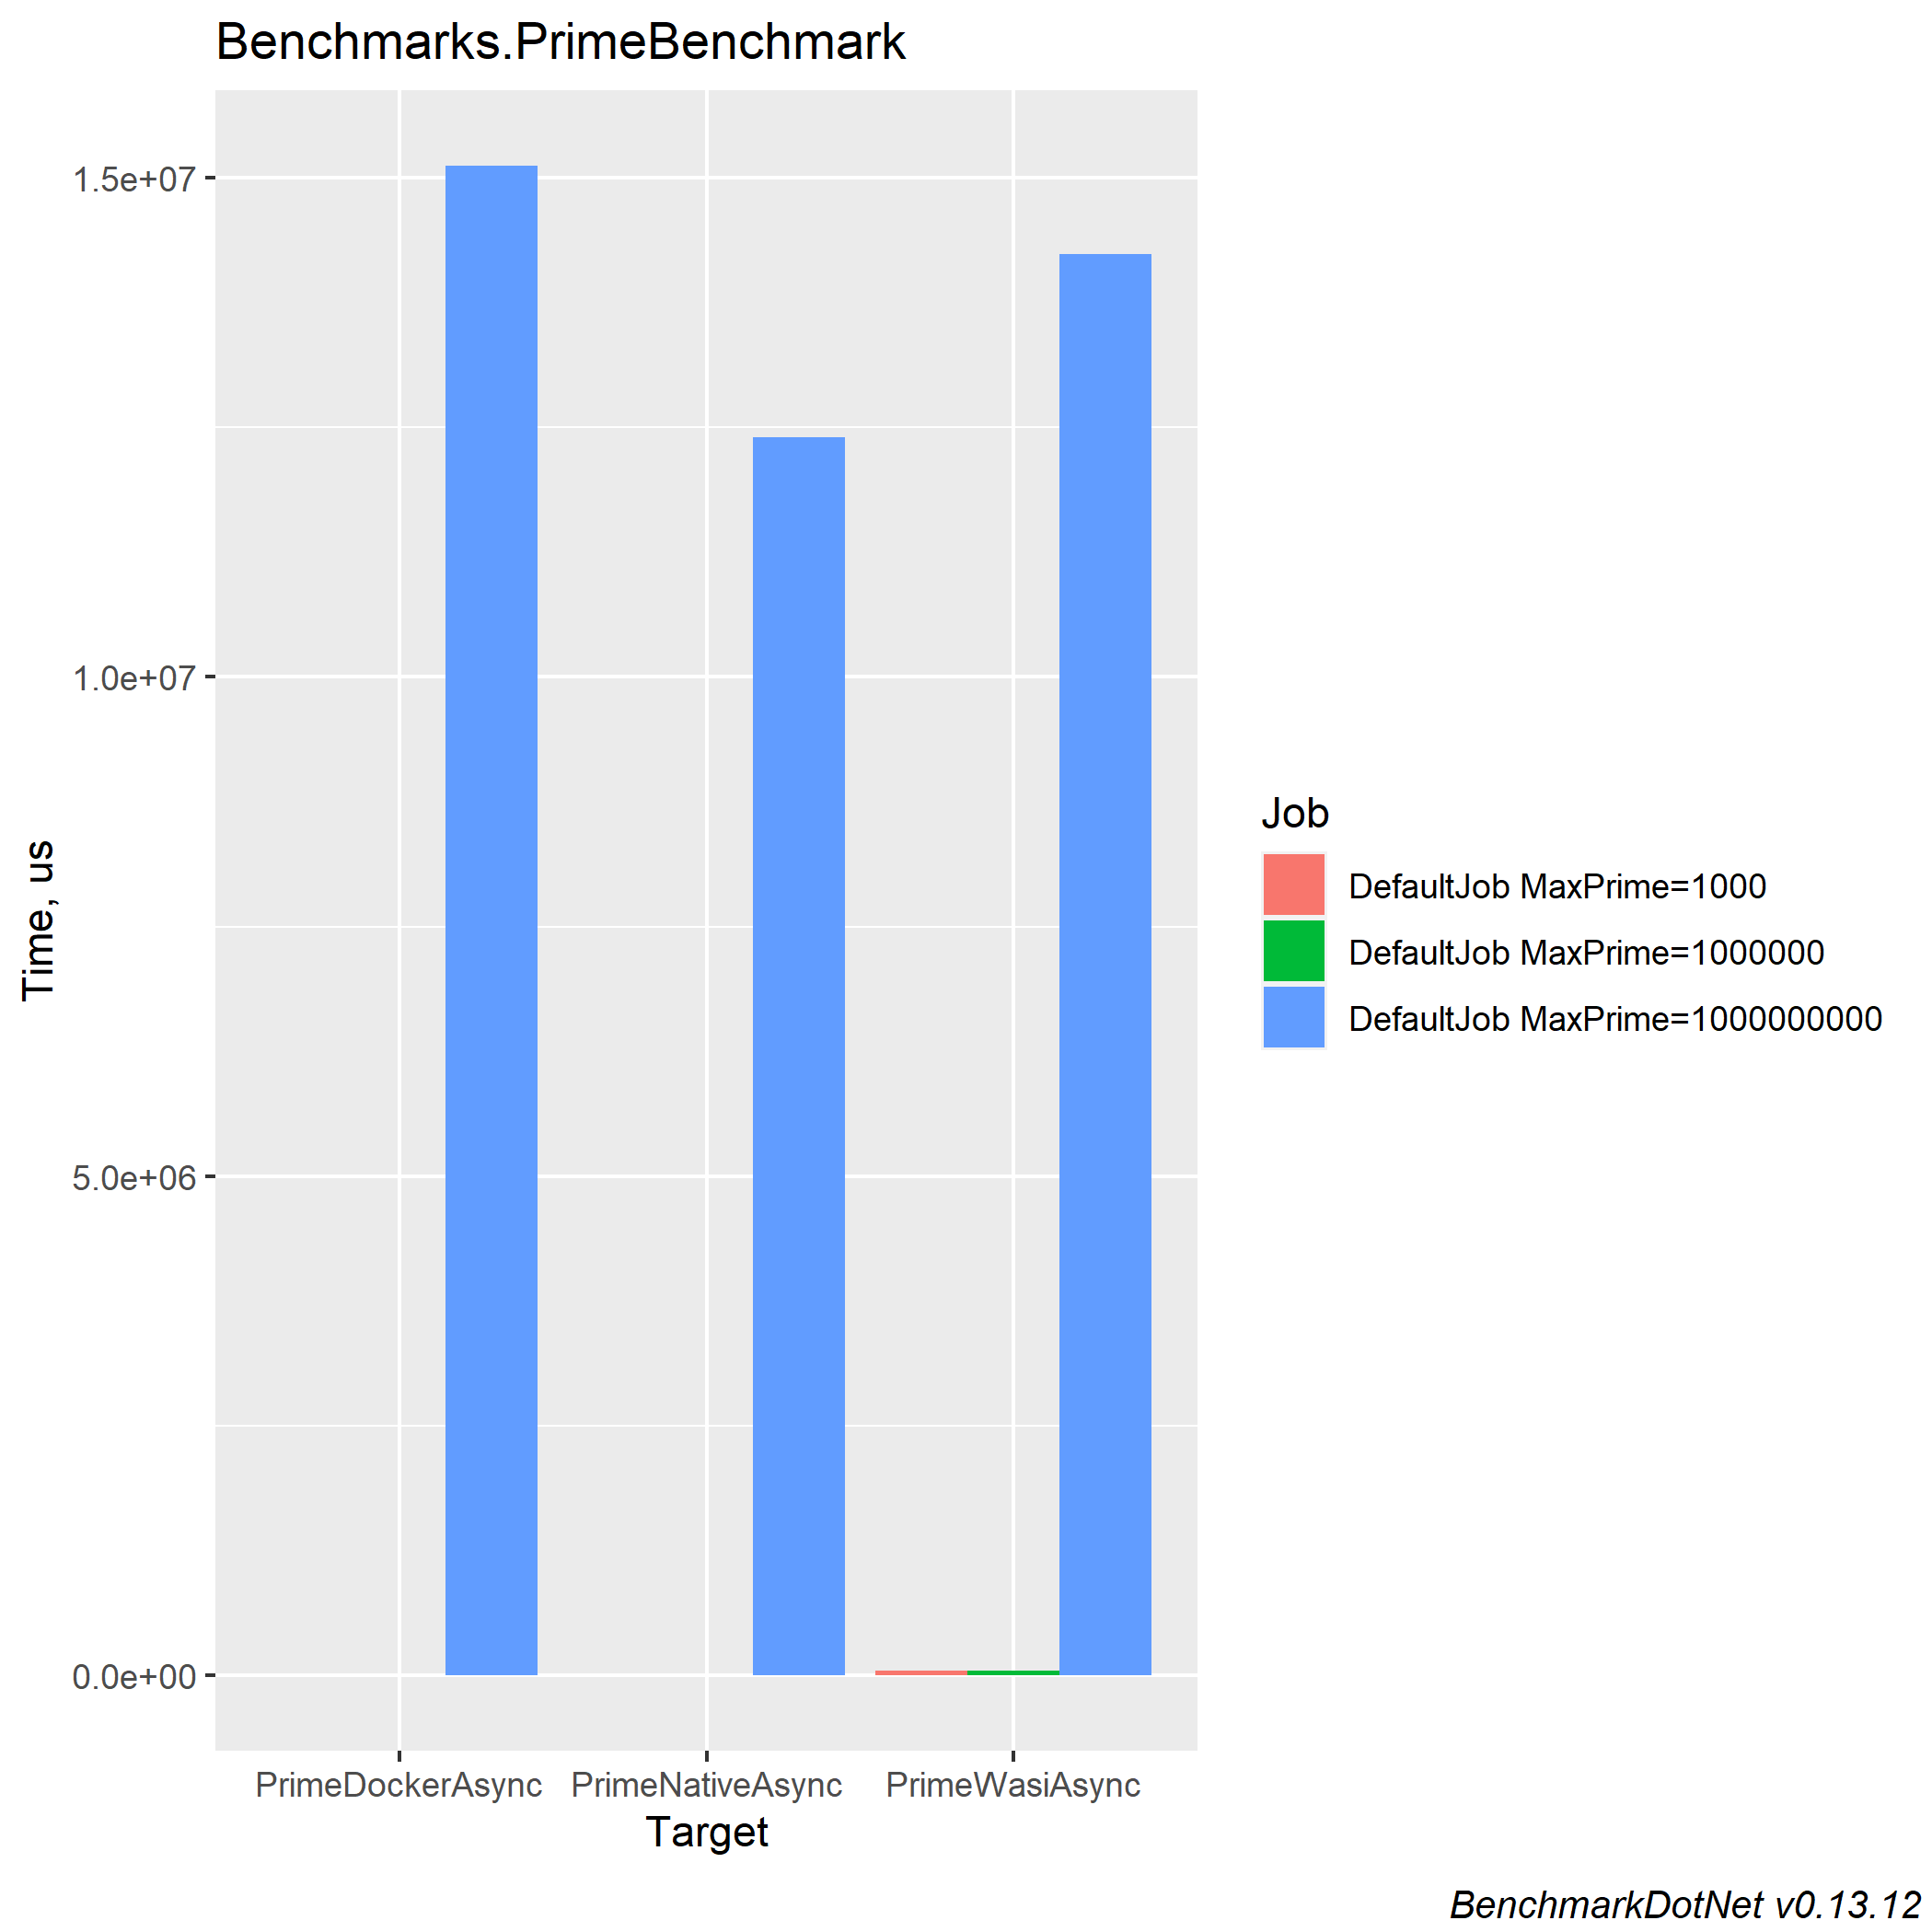 Benchmarks.PrimeBenchmark
1.5e+07
1.0e+07
5.0e+06
0.0e+00
Time, us
PrimeDockerAsync PrimeNativeAsync PrimeWasiAsync
Target
Job
DefaultJob MaxPrime=1000
DefaultJob MaxPrime=1000000
DefaultJob MaxPrime=1000000000
BenchmarkDotNet v0.13.12